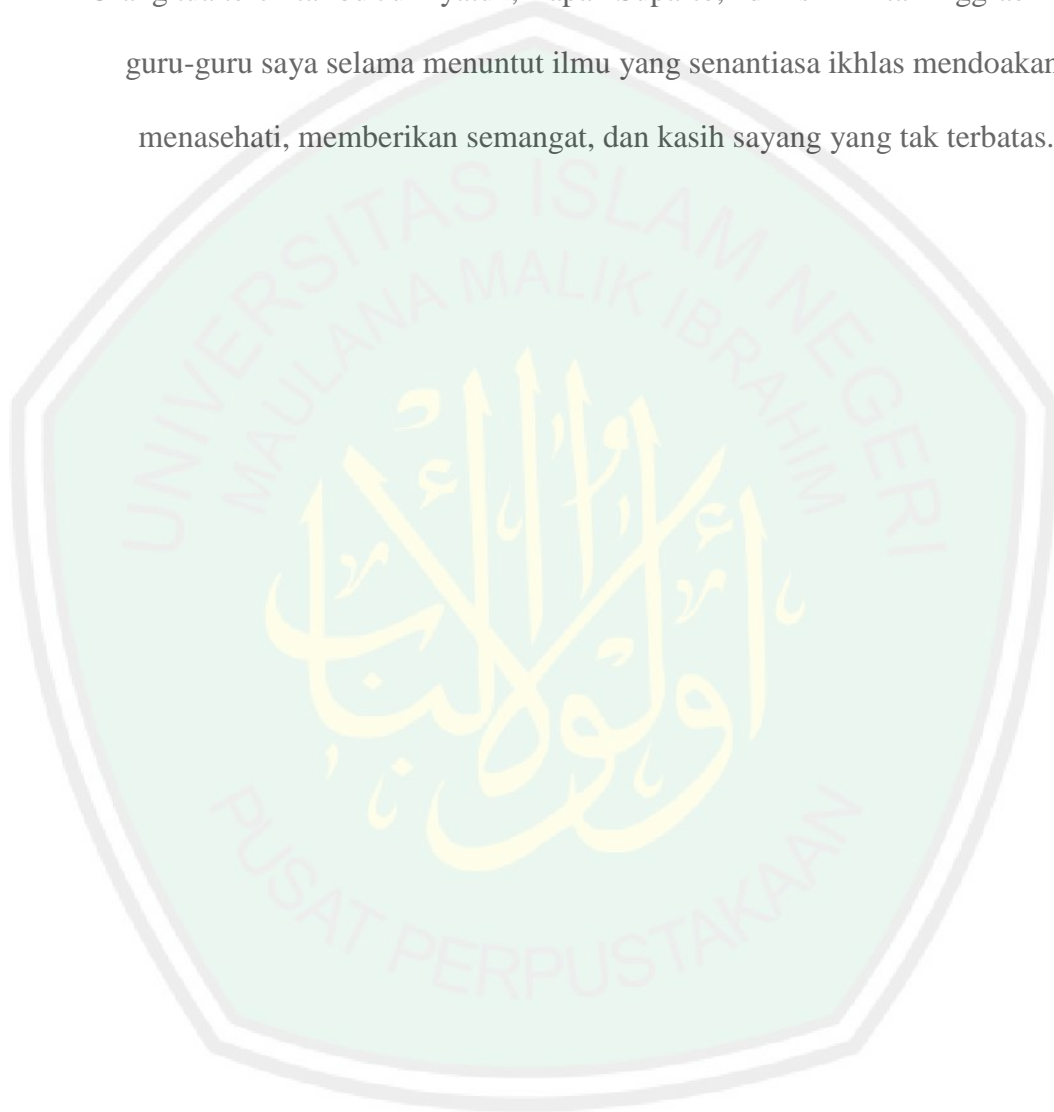 guru-guru saya selama menuntut ilmu yang senantiasa ikhlas mendoakan
menasehati, memberikan semangat, dan kasih sayang yang tak terbatas.
UNIVERSITAS ISLAM NEGERI
MAULANA MALIK IBRAHIM
أولوا الألباب
PUSAT PERPUSTAKAAN